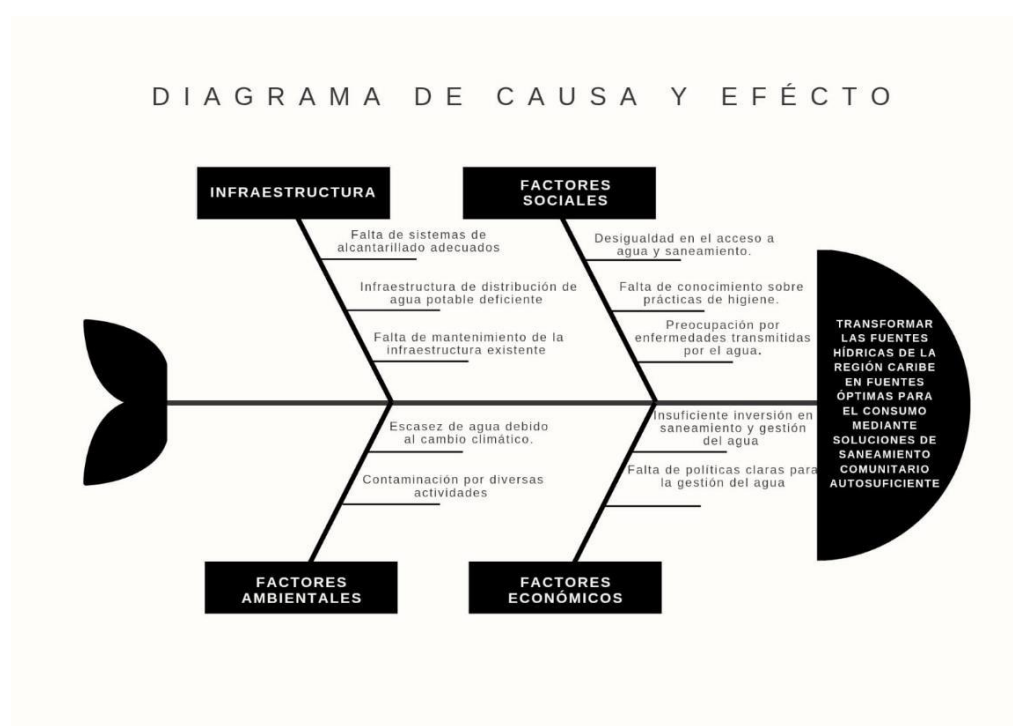 DIAGRAMA DE CAUSA Y EFÉCTO
INFRAESTRUCTURA
Falta de sistemas de
alcantarillado adecuados
Infraestructura de distribución de
agua potable deficiente
Falta de mantenimiento de la
infraestructura existente
FACTORES
SOCIALES
Desigualdad en el acceso a
agua y saneamiento.
Falta de conocimiento sobre
prácticas de higiene.
Preocupación por
enfermedades transmitidas
por el agua.
Escasez de agua debido
al cambio climático.
Contaminación por diversas
actividades
FACTORES
AMBIENTALES
Insuficiente inversión en
saneamiento y gestión
del agua
Falta de políticas claras para
la gestión del agua
FACTORES
ECONÓMICOS
TRANSFORMAR
LAS FUENTES
HÍDRICAS DE LA
REGIÓN CARIBE
EN FUENTES
ÓPTIMAS PARA
EL CONSUMO
MEDIANTE
SOLUCIONES DE
SANEAMIENTO
COMUNITARIO
AUTOSUFICIENTE